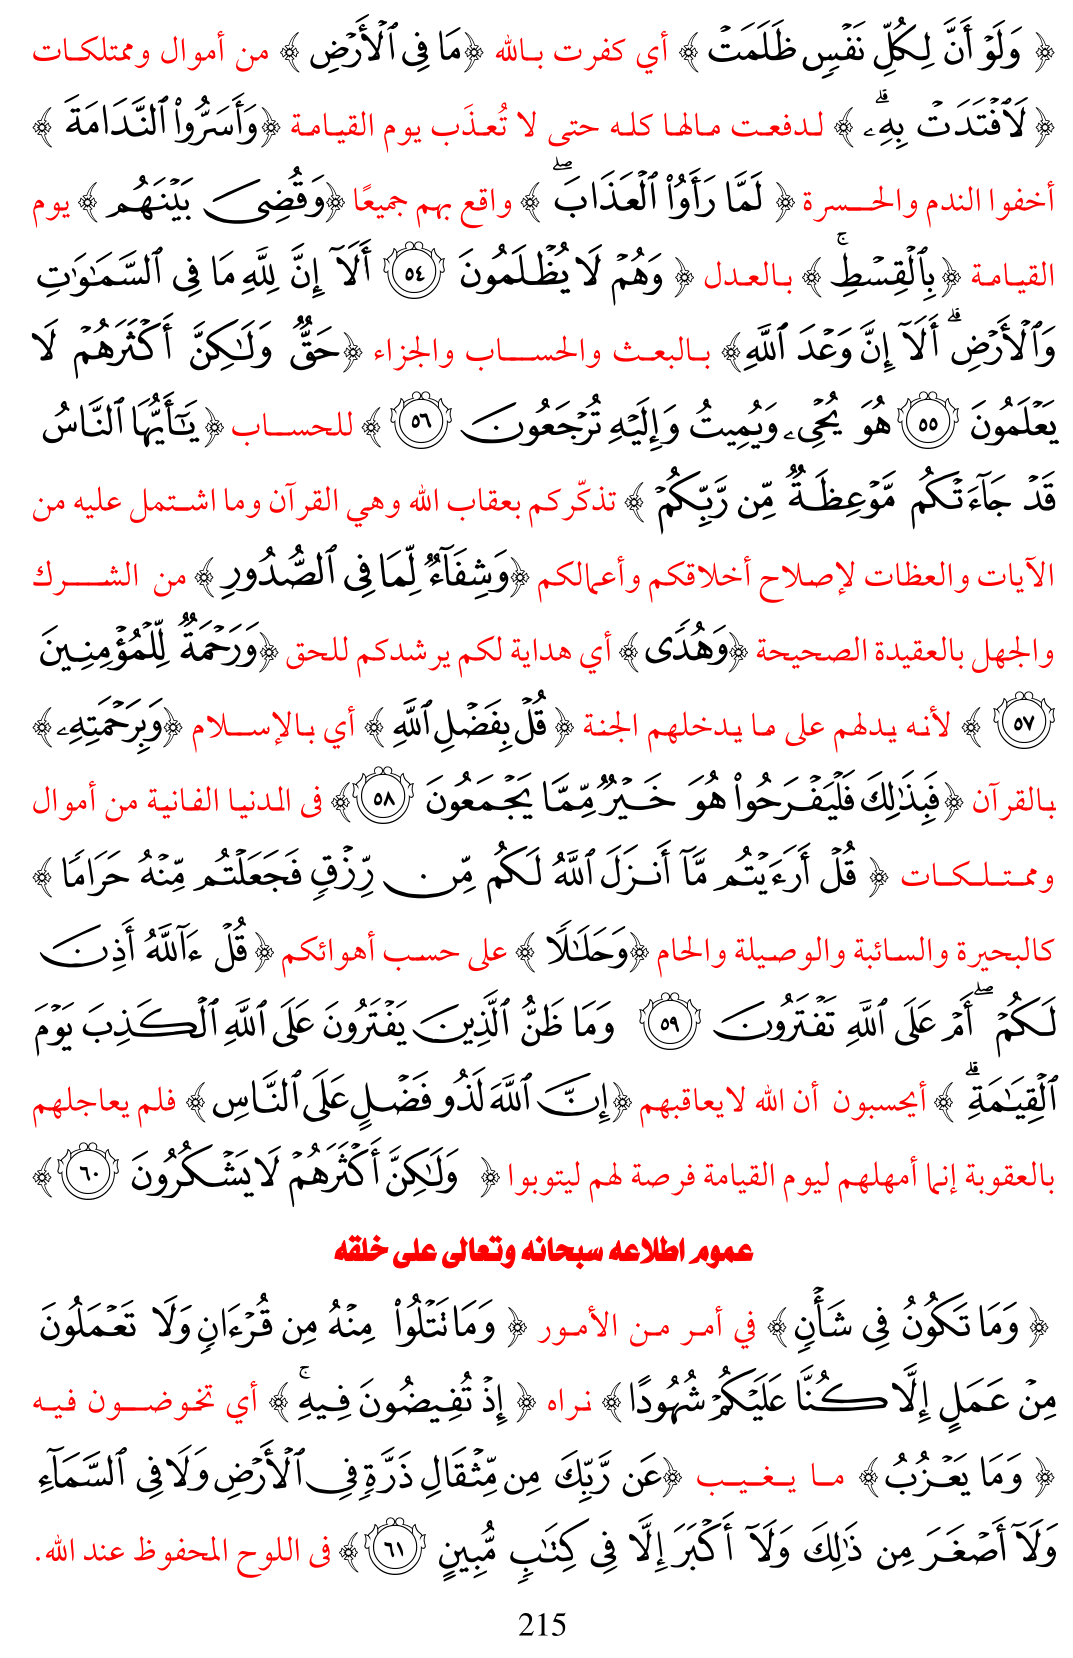 ﴿ وَلَوْ أَنَّ لِكُلِّ نَفْسٍ ظَلَمَتْ ﴾ أي كفرت بالله ﴿مَا فِى ٱلْأَرْضِ ﴾ من أموال وممتلكات
﴿ لَٱفْتَدَتْ بِهِۦۗ ﴾ لدفعت مالها كله حتى لا تُعذَب يوم القيامة ﴿وَأَسَرُّوا۟ ٱلنَّدَامَةَ ﴾
أخفوا الندم والحسرة ﴿ لَمَّا رَأَوُا۟ ٱلْعَذَابَۖ ﴾ واقع بهم جميعًا ﴿وَقُضِىَ بَيْنَهُم ﴾ يوم
القيامة ﴿بِٱلْقِسْطِۚ ﴾ بالعدل ﴿ وَهُمْ لَا يُظْلَمُونَ ٥٤ أَلَآ إِنَّ لِلَّهِ مَا فِى ٱلسَّمَٰوَٰتِ
وَٱلْأَرْضِۗ أَلَآ إِنَّ وَعْدَ ٱللَّهِ﴾ بالبعث والحساب والجزاء ﴿حَقٌّ وَلَٰكِنَّ أَكْثَرَهُمْ لَا
يَعْلَمُونَ ٥٥ هُوَ يُحْىِۦ وَيُمِيتُ وَإِلَيْهِ تُرْجَعُونَ ٥٦ ﴾ للحساب ﴿يَٰٓأَيُّهَا ٱلنَّاسُ
قَدْ جَآءَتْكُم مَّوْعِظَةٌ مِّن رَّبِّكُمْ ﴾ تذكّركم بعقاب الله وهي القرآن وما اشتمل عليه من
الآيات والعظات لإصلاح أخلاقكم وأعمالكم ﴿وَشِفَآءٌ لِّمَا فِى ٱلصُّدُورِ ﴾ من الشرك
والجهل بالعقيدة الصحيحة ﴿وَهُدًى ﴾ أي هداية لكم يرشدكم للحق ﴿وَرَحْمَةٌ لِّلْمُؤْمِنِينَ
٥٧ ﴾ لأنه يدلهم على ما يدخلهم الجنة ﴿ قُلْ بِفَضْلِ ٱللَّهِ ﴾ أي بالإسلام ﴿وَبِرَحْمَتِهِۦ ﴾
بالقرآن ﴿فَبِذَٰلِكَ فَلْيَفْرَحُوا۟ هُوَ خَيْرٌ مِّمَّا يَجْمَعُونَ ٥٨ ﴾ فى الدنيا الفانية من أموال
وممتلكات ﴿ قُلْ أَرَءَيْتُم مَّآ أَنزَلَ ٱللَّهُ لَكُم مِّن رِّزْقٍ فَجَعَلْتُم مِّنْهُ حَرَامًا ﴾
كالبحيرة والسائبة والوصيلة والحام ﴿وَحَلَٰلًا ﴾ على حسب أهوائكم ﴿ قُلْ ءَآللَّهُ أَذِنَ
لَكُمْۖ أَمْ عَلَى ٱللَّهِ تَفْتَرُونَ ٥٩ وَمَا ظَنُّ ٱلَّذِينَ يَفْتَرُونَ عَلَى ٱللَّهِ ٱلْكَذِبَ يَوْمَ
ٱلْقِيَٰمَةِۗ ﴾ أيحسبون أن الله لا يعاقبهم ﴿إِنَّ ٱللَّهَ لَذُو فَضْلٍ عَلَى ٱلنَّاسِ ﴾ فلم يعاجلهم
بالعقوبة إنما أمهلهم ليوم القيامة فرصة لهم ليتوبوا ﴿ وَلَٰكِنَّ أَكْثَرَهُمْ لَا يَشْكُرُونَ ٦٠ ﴾
عموم اطلاعه سبحانه وتعالى على خلقه
﴿ وَمَا تَكُونُ فِى شَأْنٍ ﴾ في أمر من الأمور ﴿ وَمَا تَتْلُوا۟ مِنْهُ مِن قُرْءَانٍ وَلَا تَعْمَلُونَ
مِنْ عَمَلٍ إِلَّا كُنَّا عَلَيْكُمْ شُهُودًا ﴾ نراه ﴿ إِذْ تُفِيضُونَ فِيهِۚ ﴾ أي تخوضون فيه
﴿ وَمَا يَعْزُبُ ﴾ ما يغيب ﴿عَن رَّبِّكَ مِن مِّثْقَالِ ذَرَّةٍ فِى ٱلْأَرْضِ وَلَا فِى ٱلسَّمَآءِ
وَلَآ أَصْغَرَ مِن ذَٰلِكَ وَلَآ أَكْبَرَ إِلَّا فِى كِتَٰبٍ مُّبِينٍ ٦١ ﴾ فى اللوح المحفوظ عند الله.
215